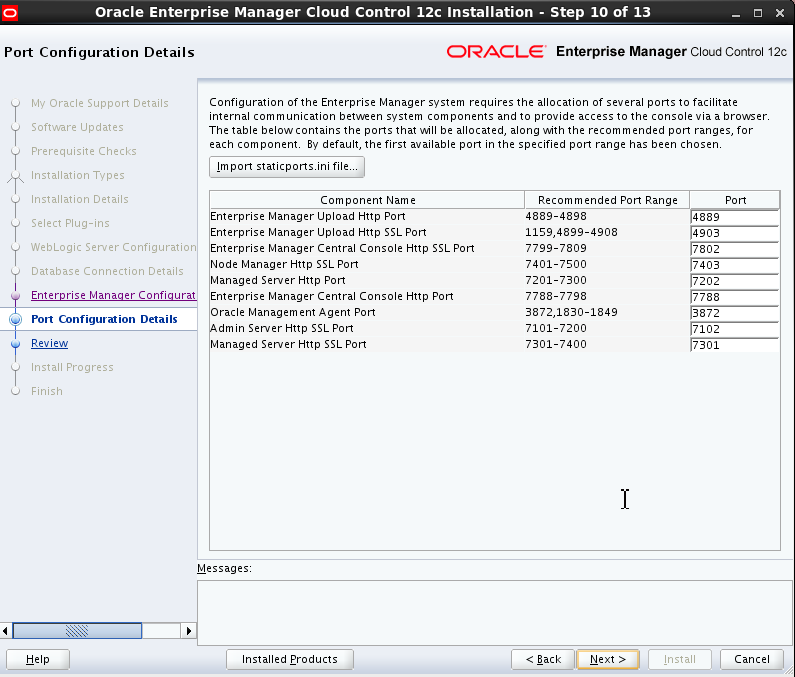 Oracle Enterprise Manager Cloud Control 12c Installation - Step 10 of 13
Port Configuration Details
ORACLE Enterprise Manager Cloud Control 12c
My Oracle Support Details
Software Updates
Prerequisite Checks
Installation Types
Installation Details
Select Plug-ins
WebLogic Server Configuration
Database Connection Details
Enterprise Manager Configurat
Port Configuration Details
Review
Install Progress
Finish
Configuration of the Enterprise Manager system requires the allocation of several ports to facilitate
internal communication between system components and to provide access to the console via a browser.
The table below contains the ports that will be allocated, along with the recommended port ranges, for
each component. By default, the first available port in the specified port range has been chosen.
Import staticports.ini file...
Component Name Recommended Port Range Port
Enterprise Manager Upload Http Port 4889-4898 4889
Enterprise Manager Upload Http SSL Port 1159,4899-4908 4903
Enterprise Manager Central Console Http SSL Port 7799-7809 7802
Node Manager Http SSL Port 7401-7500 7403
Managed Server Http Port 7201-7300 7202
Enterprise Manager Central Console Http Port 7788-7798 7788
Oracle Management Agent Port 3872,1830-1849 3872
Admin Server Http SSL Port 7101-7200 7102
Managed Server Http SSL Port 7301-7400 7301
Messages:
Help Installed Products < Back Next > Install Cancel